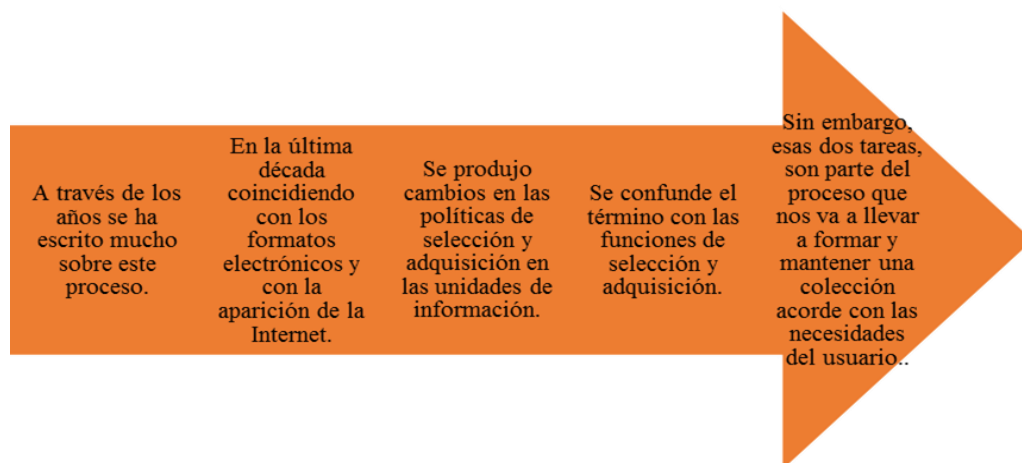 A través de los
años se ha
escrito mucho
sobre este
proceso.
En la última
década
coincidiendo
con los
formatos
electrónicos y
con la
aparición de la
Internet.
Se produjo
cambios en las
políticas de
selección y
adquisición en
las unidades de
información.
Se confunde el
término con las
funciones de
selección y
adquisición.
Sin embargo,
esas dos tareas,
son parte del
proceso que
nos va a llevar
a formar y
mantener una
colección
acorde con las
necesidades
del usuario..